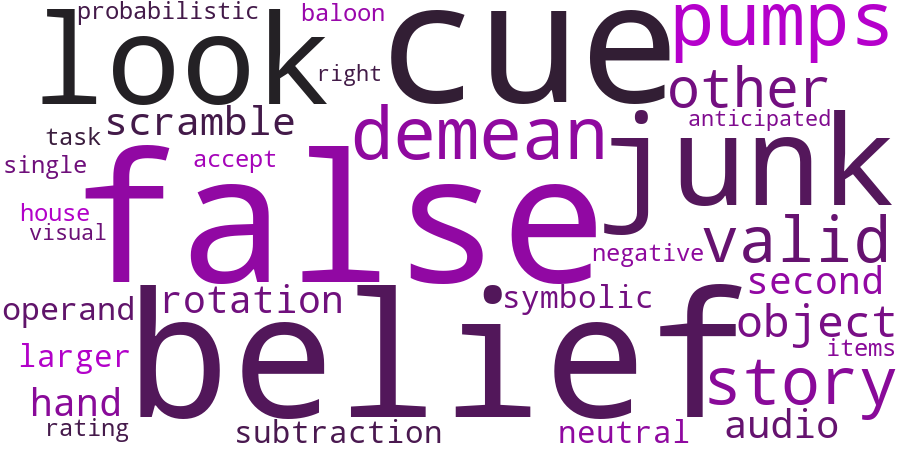 probabilistic
baloon
look
cue
pumps
right
other
scramble
demean
anticipated
task
junk
single
accept
false
house
visual
negative
valid
belief
rotation
symbolic
second
operand
object
larger
items
story
hand
rating
subtraction
neutral
audio